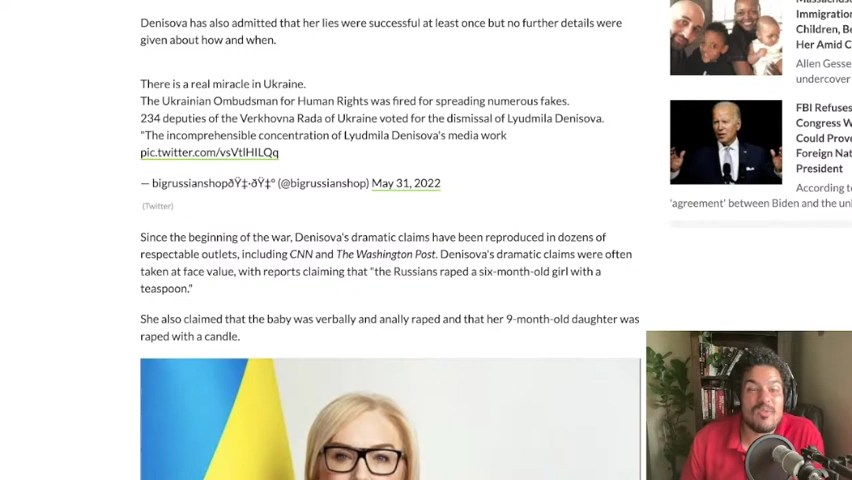 Denisova has also admitted that her lies were successful at least once but no further details were
given about how and when.
There is a real miracle in Ukraine.
The Ukrainian Ombudsman for Human Rights was fired for spreading numerous fakes.
234 deputies of the Verkhovna Rada of Ukraine voted for the dismissal of Lyudmila Denisova.
"The incomprehensible concentration of Lyudmila Denisova's media work
pic.twitter.com/vsVtlHILQq
— bigrussianshopðŸ‡·ðŸ‡º (@bigrussianshop) May 31, 2022
(Twitter)
Since the beginning of the war, Denisova's dramatic claims have been reproduced in dozens of
respectable outlets, including CNN and The Washington Post. Denisova's dramatic claims were often
taken at face value, with reports claiming that "the Russians raped a six-month-old girl with a
teaspoon."
She also claimed that the baby was verbally and anally raped and that her 9-month-old daughter was
raped with a candle.
Immigration
Children, Be
Her Amid C
Allen Gesse
undercover
FBI Refuses
Congress W
Could Prove
Foreign Nat
President
According t
'agreement' between Biden and the un